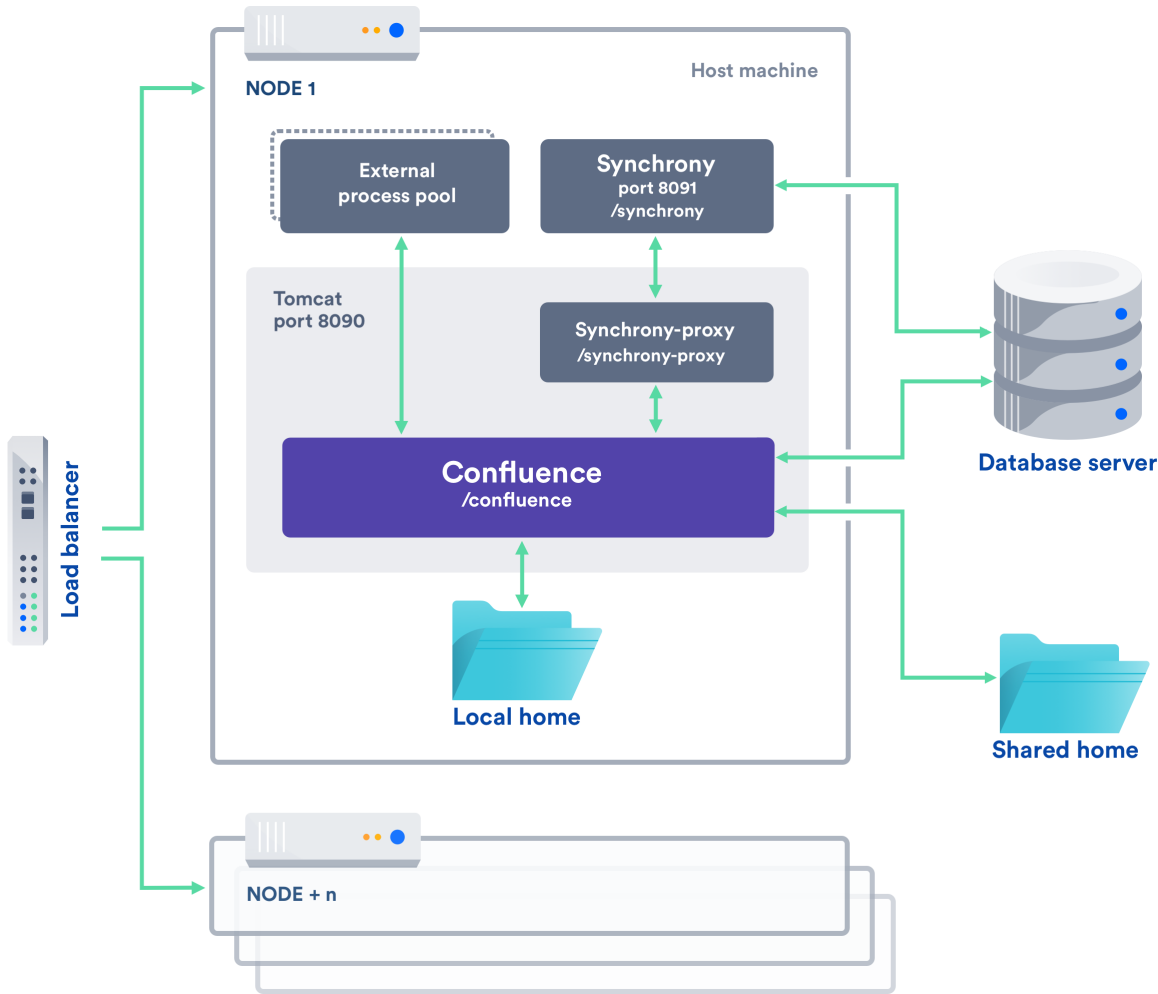 Host machine
NODE 1
External
process pool
Synchrony
port 8091
/synchrony
Tomcat
port 8090
Synchrony-proxy
/synchrony-proxy
Confluence
/confluence
Database server
Load balancer
Local home
Shared home
NODE + n